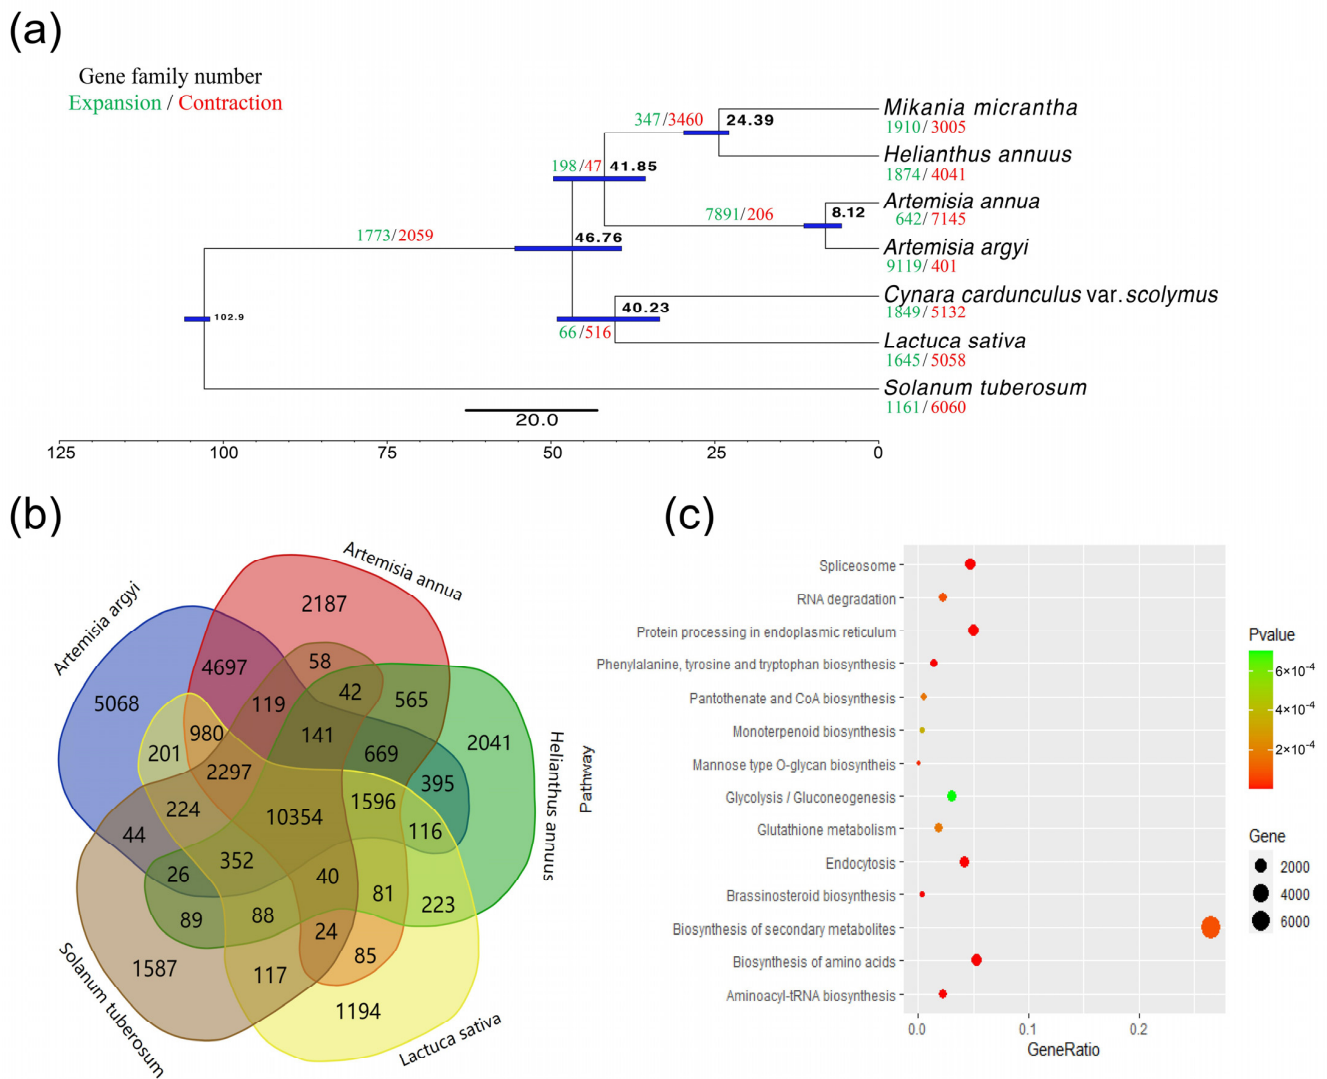 (a)
Gene family number
Expansion / Contraction
347/3460
24.39
Mikania micrantha
1910/3005
198/47
41.85
Helianthus annuus
1874/4041
7891/206
8.12
Artemisia annua
642/7145
1773/2059
46.76
Artemisia argyi
9119/401
40.23
Cynara cardunculus var. scolymus
1849/5132
102.9
66/516
Lactuca sativa
1645/5058
Solanum tuberosum
1161/6060
20.0
125 100 75 50 25 0
(b)
Artemisia argyi
Artemisia annua
Helianthus annuus
Solanum tuberosum
Lactuca sativa
2187
4697
58
5068
119
42
565
201
980
141
669
2041
2297
395
224
10354
1596
116
44
352
26
40
81
223
89
88
24
85
1587
117
1194
(c)
Pathway
Spliceosome
RNA degradation
Protein processing in endoplasmic reticulum
Phenylalanine, tyrosine and tryptophan biosynthesis
Pantothenate and CoA biosynthesis
Monoterpenoid biosynthesis
Mannose type O-glycan biosyntheis
Glycolysis / Gluconeogenesis
Glutathione metabolism
Endocytosis
Brassinosteroid biosynthesis
Biosynthesis of secondary metabolites
Biosynthesis of amino acids
Aminoacyl-tRNA biosynthesis
0.0 0.1 0.2
GeneRatio
Pvalue
6×10⁻⁴
4×10⁻⁴
2×10⁻⁴
Gene
2000
4000
6000